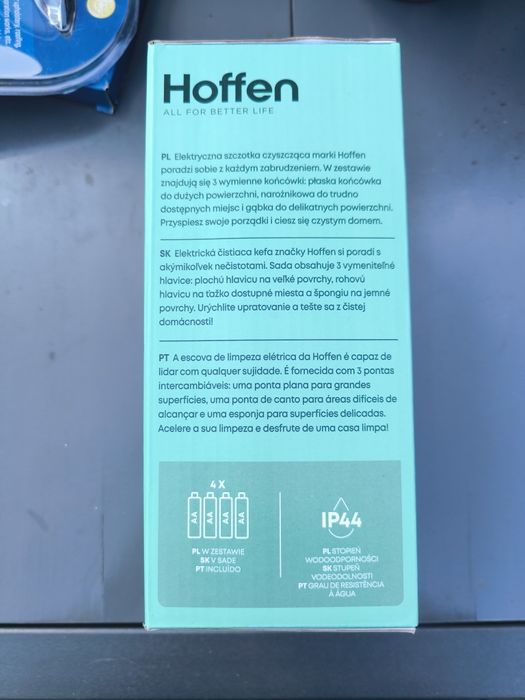 Hoffen
ALL FOR BETTER LIFE
PL Elektryczna szczotka czyszcząca marki Hoffen
poradzi sobie z każdym zabrudzeniem. W zestawie
znajdują się 3 wymienne końcówki: płaska końcówka
do dużych powierzchni, narożnikowa do trudno
dostępnych miejsc i gąbka do delikatnych powierzchni.
Przyspiesz swoje porządki i ciesz się czystym domem.
SK Elektrická čistiaca kefa značky Hoffen si poradí s
akýmikoľvek nečistotami. Sada obsahuje 3 vymeniteľné
hlavice: plochú hlavicu na veľké povrchy, rohovú
hlavicu na ťažko dostupné miesta a špongiu na jemné
povrchy. Urýchlite upratovanie a tešte sa z čistej
domácnosti!
PT A escova de limpeza elétrica da Hoffen é capaz de
lidar com qualquer sujidade. É fornecida com 3 pontas
intercambiáveis: uma ponta plana para grandes
superfícies, uma ponta de canto para áreas difíceis de
alcançar e uma esponja para superfícies delicadas.
Acelere a sua limpeza e desfrute de uma casa limpa!
4 X
AA AA AA AA
PL W ZESTAWIE
SK V SADE
PT INCLUÍDO
IP44
PL STOPIEŃ
WODOODPORNOŚCI
SK STUPEŇ
VODEODOLNOSTI
PT GRAU DE RESISTÊNCIA
À ÁGUA